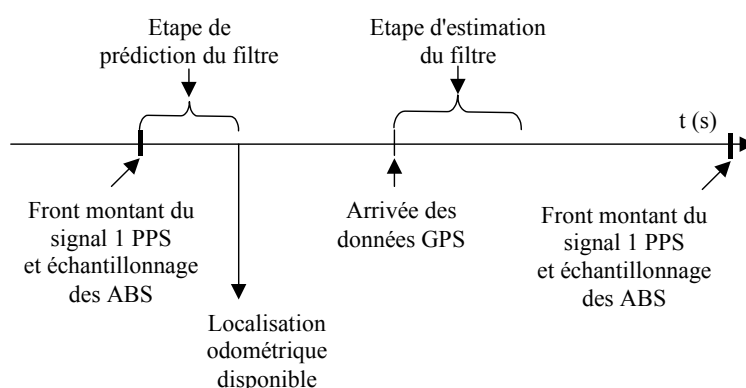 Etape de
prédiction du filtre
Etape d'estimation
du filtre
t (s)
Front montant du
signal 1 PPS
et échantillonnage
des ABS
Arrivée des
données GPS
Front montant du
signal 1 PPS
et échantillonnage
des ABS
Localisation
odométrique
disponible